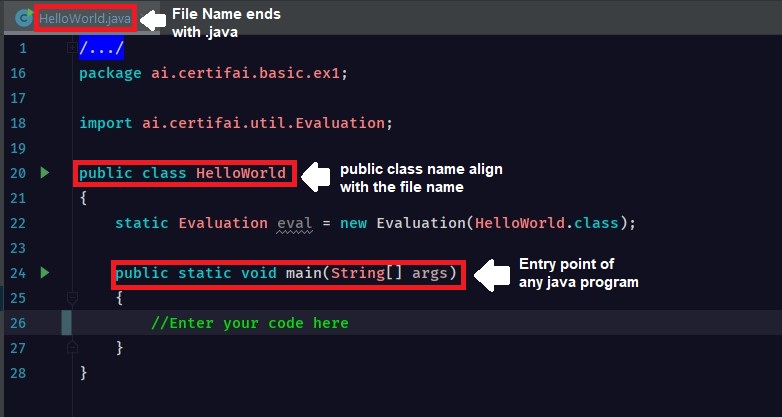 HelloWorld.java
File Name ends
with .java
1 /.../
16 package ai.certifai.basic.ex1;
17
18 import ai.certifai.util.Evaluation;
19
20 public class HelloWorld
public class name align
with the file name
21 {
22 static Evaluation eval = new Evaluation(HelloWorld.class);
23
24 public static void main(String[] args)
Entry point of
any java program
25 {
26 //Enter your code here
27 }
28 }